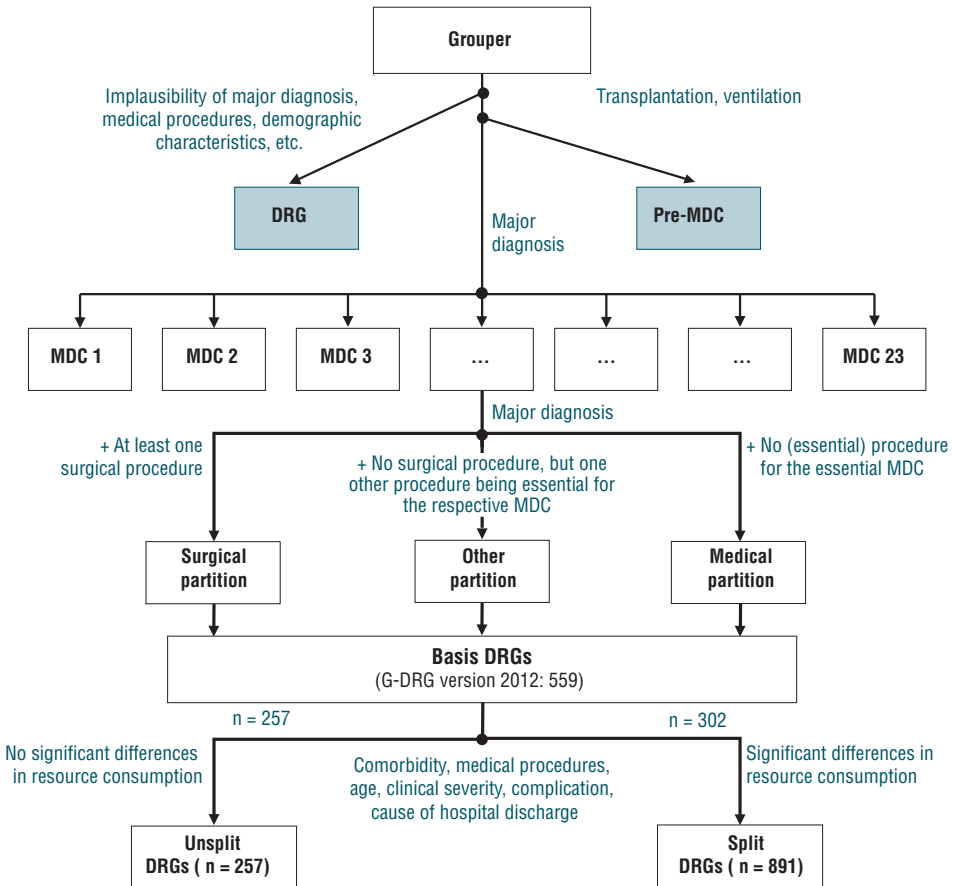 Grouper
Implausibility of major diagnosis,
medical procedures, demographic
characteristics, etc.
Transplantation, ventilation
DRG
Pre-MDC
Major
diagnosis
MDC 1
MDC 2
MDC 3
...
...
...
MDC 23
Major diagnosis
+ At least one
surgical procedure
+ No surgical procedure, but one
other procedure being essential for
the respective MDC
+ No (essential) procedure
for the essential MDC
Surgical
partition
Other
partition
Medical
partition
Basis DRGs
(G-DRG version 2012: 559)
n = 257
n = 302
No significant differences
in resource consumption
Comorbidity, medical procedures,
age, clinical severity, complication,
cause of hospital discharge
Significant differences in
resource consumption
Unsplit
DRGs ( n = 257)
Split
DRGs ( n = 891)